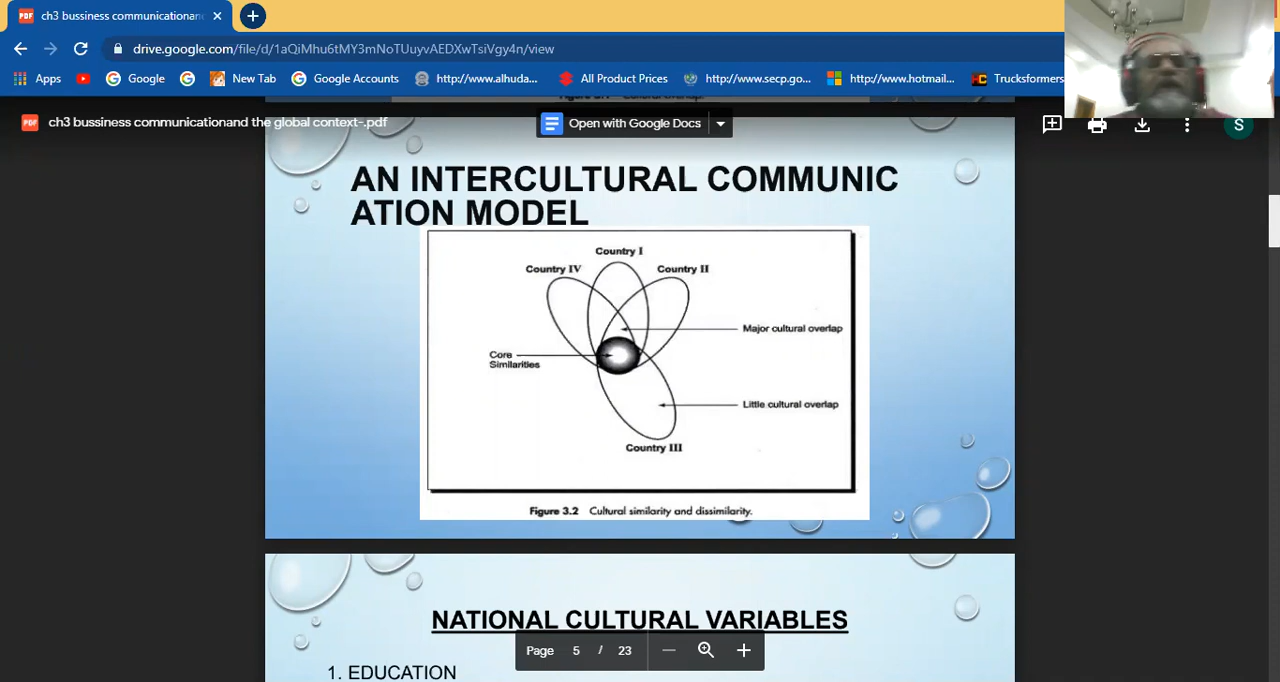 ch3 bussiness communicationan
drive.google.com/file/d/1aQiMhu6tMY3mNoTUuyvAEDXwTsiVgy4n/view
Apps Google New Tab Google Accounts http://www.alhuda... All Product Prices http://www.secp.go... http://www.hotmail... Trucksformers
ch3 bussiness communicationand the global context-.pdf
Open with Google Docs
S
AN INTERCULTURAL COMMUNIC
ATION MODEL
Country I
Country IV
Country II
Major cultural overlap
Core
Similarities
Little cultural overlap
Country III
Figure 3.2 Cultural similarity and dissimilarity.
NATIONAL CULTURAL VARIABLES
Page 5 / 23
1. EDUCATION